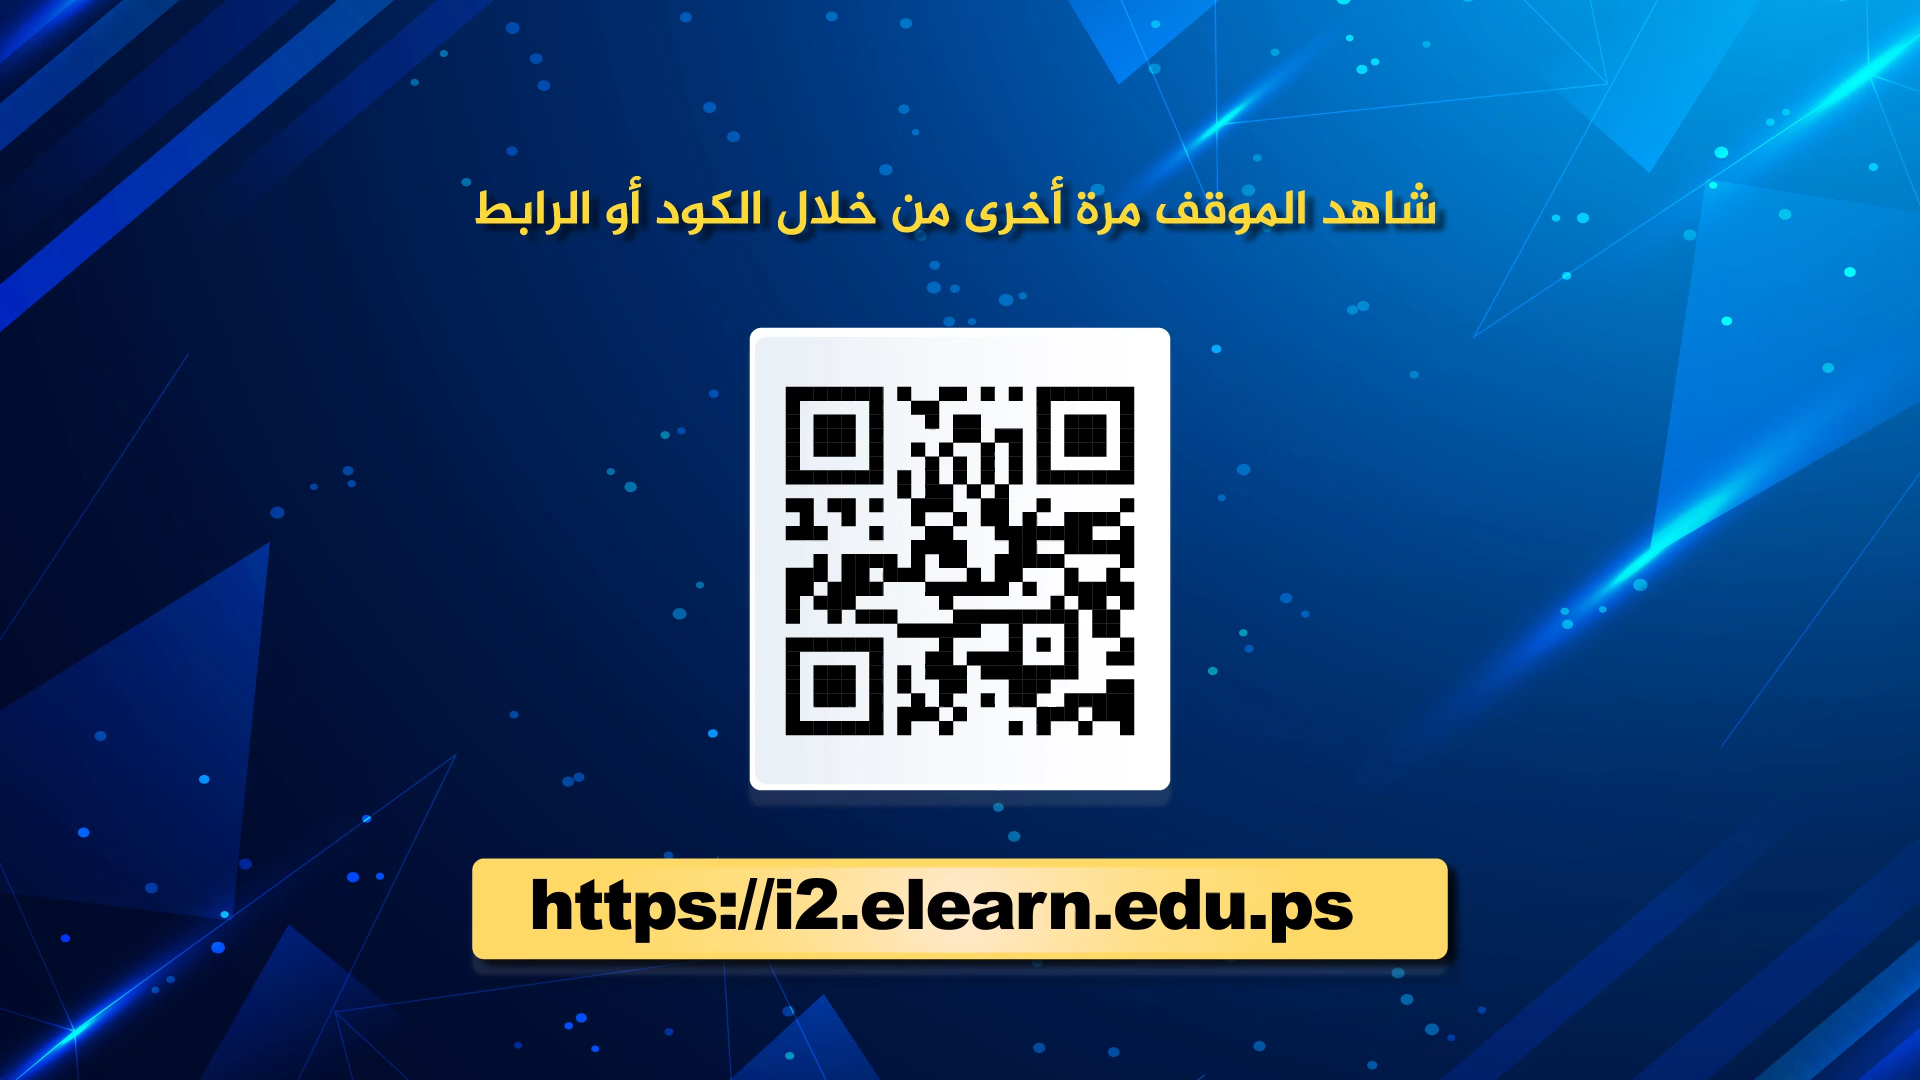 شاهد الموقف مرة أخرى من خلال الكود أو الرابط
https://i2.elearn.edu.ps